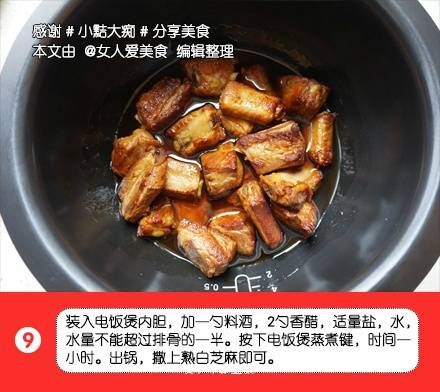 感谢 # 小點大痴 # 分享美食
本文由 @女人爱美食 编辑整理
2
0.5
9
装入电饭煲内胆，加一勺料酒，2勺香醋，适量盐，水，
水量不能超过排骨的一半。按下电饭煲蒸煮键，时间一
小时。出锅，撒上熟白芝麻即可。